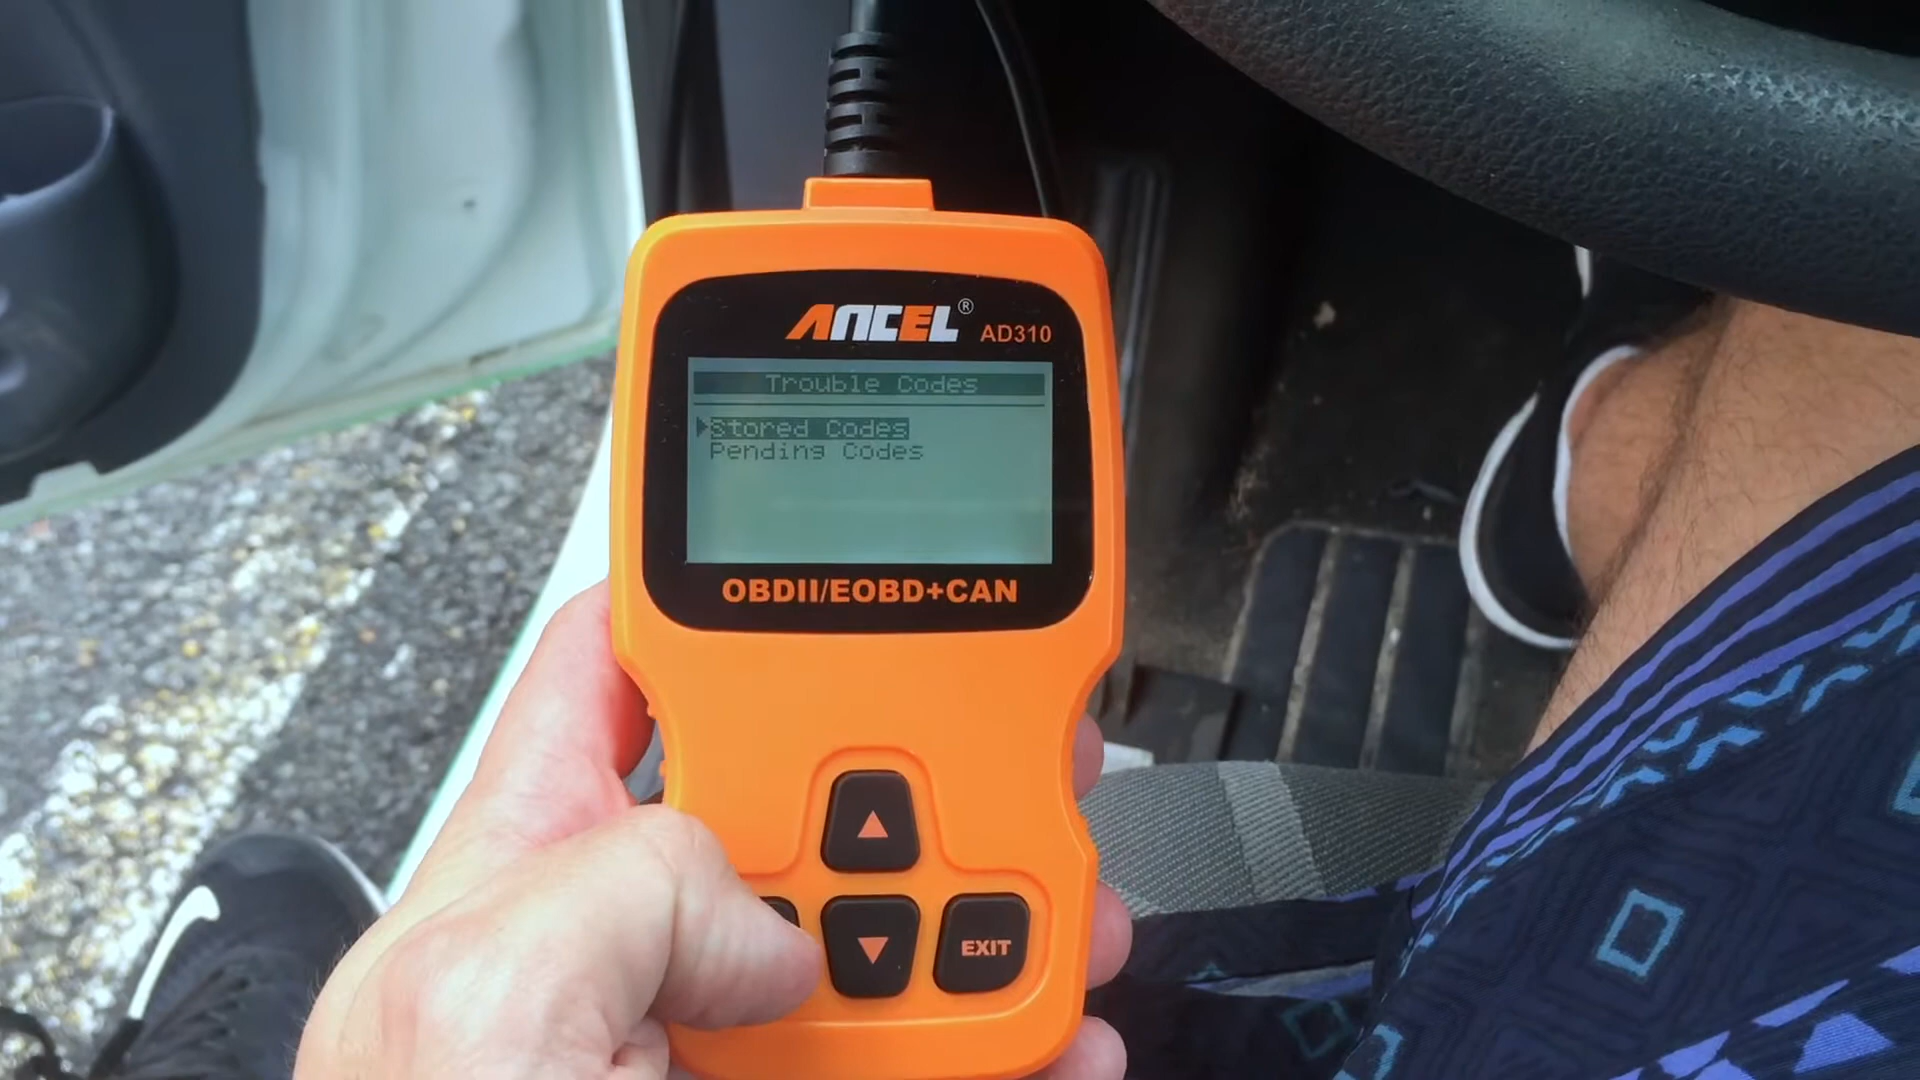 ANCEL® AD310
Trouble Codes
Stored Codes
Pending Codes
OBDII/EOBD+CAN
EXIT